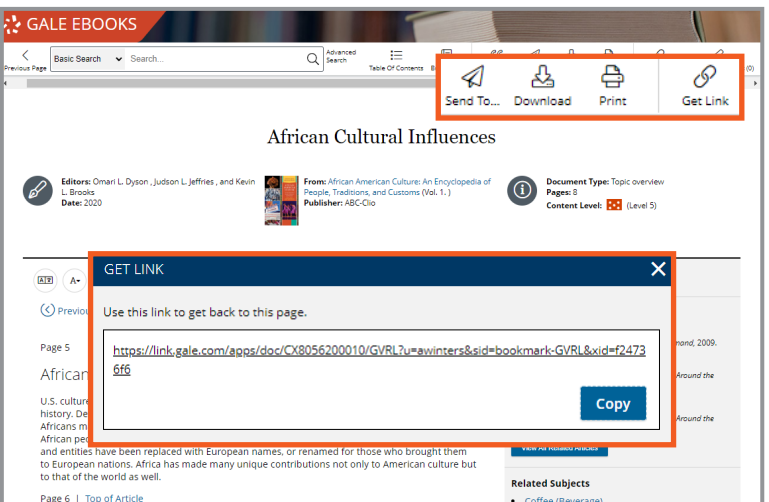 GALE EBOOKS
Previous Page
Basic Search
Search...
Advanced
Search
Table Of Contents
(0)
Send To...
Download
Print
Get Link
African Cultural Influences
Editors: Omari L. Dyson , Judson L. Jeffries , and Kevin
L. Brooks
Date: 2020
From: African American Culture: An Encyclopedia of
People, Traditions, and Customs (Vol. 1. )
Publisher: ABC-Clio
Document Type: Topic overview
Pages: 8
Content Level: (Level 5)
A
GET LINK
Previou
Use this link to get back to this page.
https://link.gale.com/apps/doc/CX8056200010/GVRL?u=awinters&sid=bookmark-GVRL&xid=f2473
6f6
Copy
Page 5
African
U.S. culture
history. De
Africans m
African peo
and entities have been replaced with European names, or renamed for those who brought them
to European nations. Africa has made many unique contributions not only to American culture but
to that of the world as well.
Page 6 | Top of Article
mond, 2009.
Around the
Around the
View All Related Articles
Related Subjects
Coffee (Beverage)